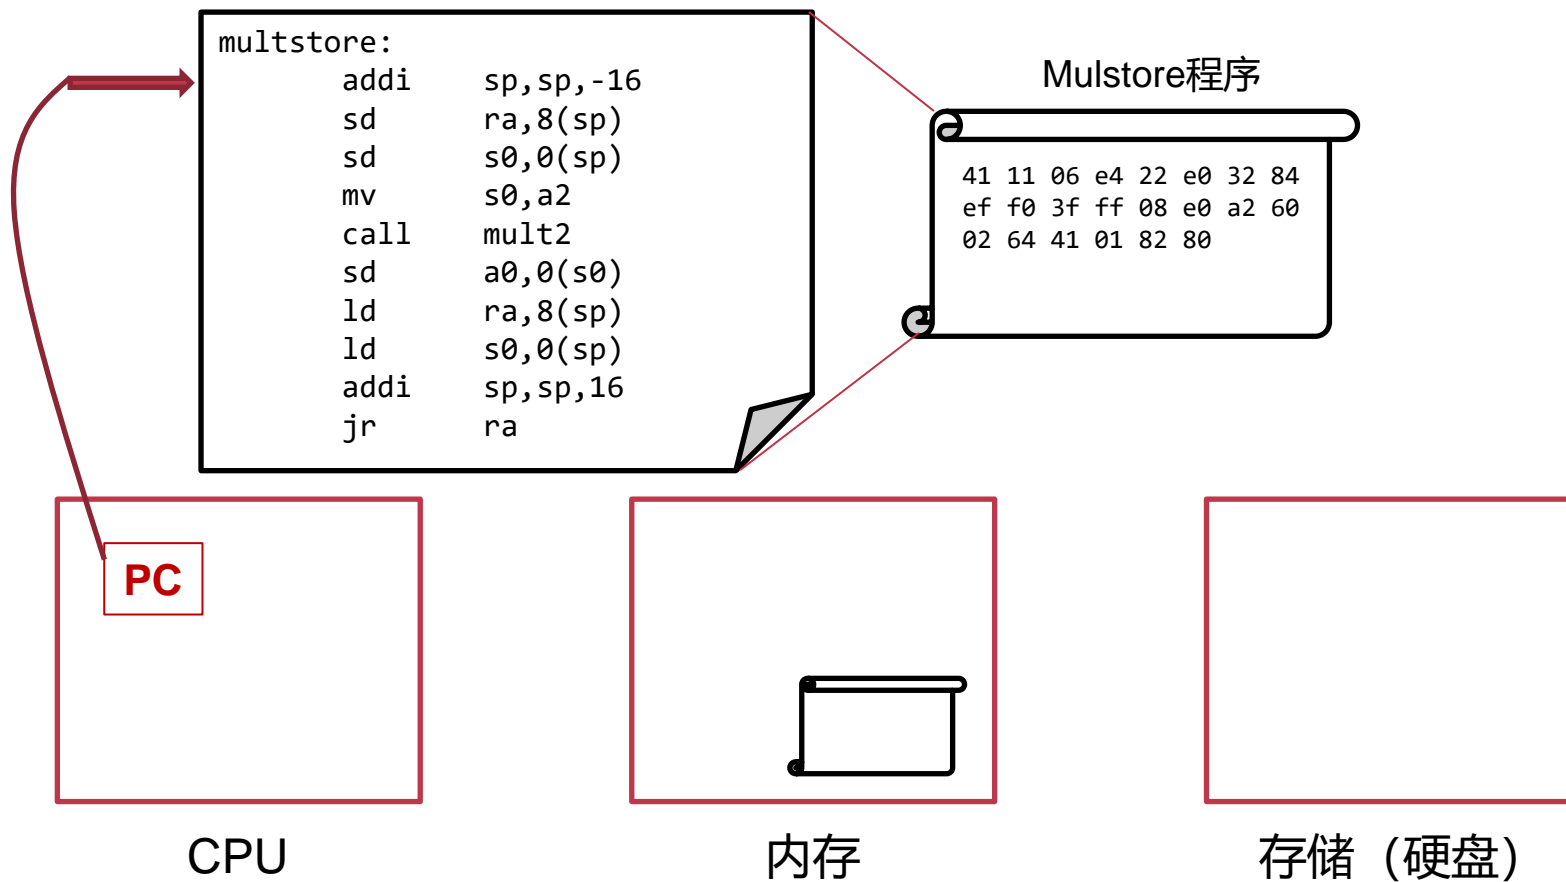 multstore:
addi sp,sp,-16
sd ra,8(sp)
sd s0,0(sp)
mv s0,a2
call mult2
sd a0,0(s0)
ld ra,8(sp)
ld s0,0(sp)
addi sp,sp,16
jr ra
Mulstore程序
41 11 06 e4 22 e0 32 84
ef f0 3f ff 08 e0 a2 60
02 64 41 01 82 80
PC
CPU
内存
存储（硬盘）